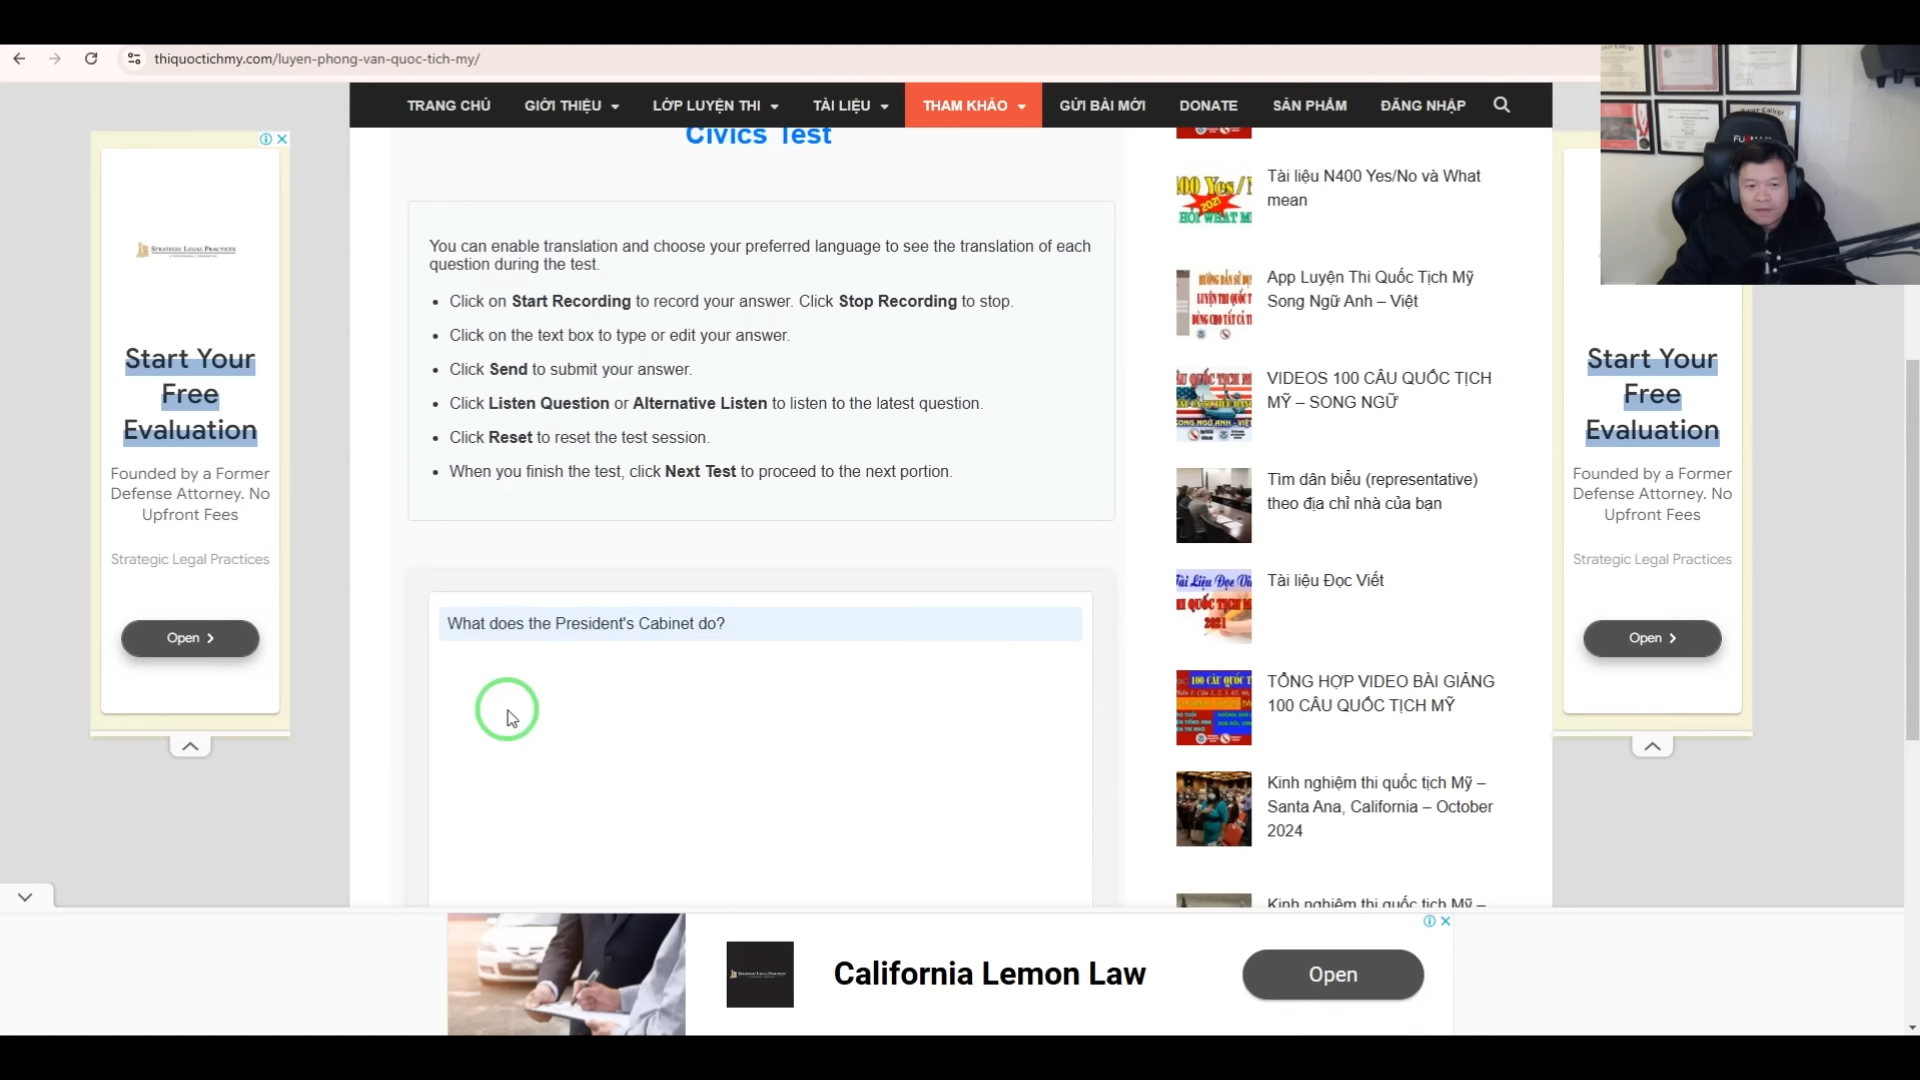 thiquoctichmy.com/luyen-phong-van-quoc-tich-my/
TRANG CHỦ GIỚI THIỆU LỚP LUYỆN THI TÀI LIỆU THAM KHẢO GỬI BÀI MỚI DONATE SẢN PHẨM ĐĂNG NHẬP
Civics Test
You can enable translation and choose your preferred language to see the translation of each
question during the test.
• Click on Start Recording to record your answer. Click Stop Recording to stop.
• Click on the text box to type or edit your answer.
• Click Send to submit your answer.
• Click Listen Question or Alternative Listen to listen to the latest question.
• Click Reset to reset the test session.
• When you finish the test, click Next Test to proceed to the next portion.
What does the President's Cabinet do?
Tài liệu N400 Yes/No và What
mean
App Luyện Thi Quốc Tịch Mỹ
Song Ngữ Anh – Việt
VIDEOS 100 CÂU QUỐC TỊCH
MỸ – SONG NGỮ
Tìm dân biểu (representative)
theo địa chỉ nhà của bạn
Tài liệu Đọc Viết
TỔNG HỢP VIDEO BÀI GIẢNG
100 CÂU QUỐC TỊCH MỸ
Kinh nghiệm thi quốc tịch Mỹ –
Santa Ana, California – October
2024
Kinh nghiệm thi quốc tịch Mỹ –
STRATEGIC LEGAL PRACTICES
Start Your
Free
Evaluation
Founded by a Former
Defense Attorney. No
Upfront Fees
Strategic Legal Practices
Open
Start Your
Free
Evaluation
Founded by a Former
Defense Attorney. No
Upfront Fees
Strategic Legal Practices
Open
California Lemon Law
Open